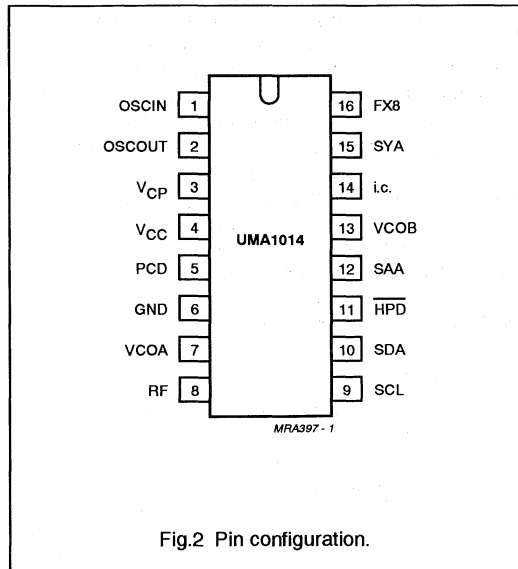 OSCIN 1 16 FX8
OSCOUT 2 15 SYA
VCP 3 14 i.c.
VCC 4 13 VCOB
UMA1014
PCD 5 12 SAA
GND 6 11 HPD
VCOA 7 10 SDA
RF 8 9 SCL
MRA397 - 1
Fig.2 Pin configuration.